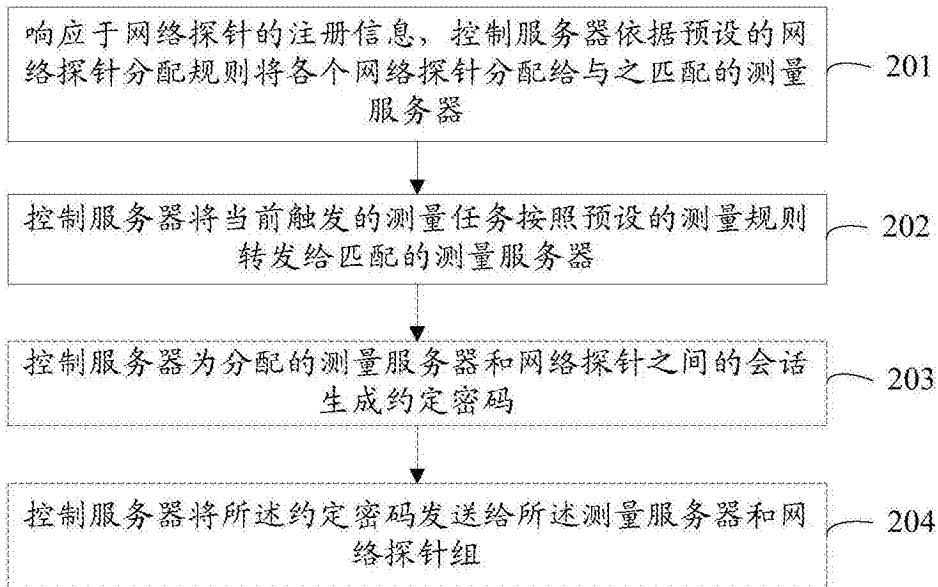 响应于网络探针的注册信息，控制服务器依据预设的网
络探针分配规则将各个网络探针分配给与之匹配的测量
服务器
201
控制服务器将当前触发的测量任务按照预设的测量规则
转发给匹配的测量服务器
202
控制服务器为分配的测量服务器和网络探针之间的会话
生成约定密码
203
控制服务器将所述约定密码发送给所述测量服务器和网
络探针组
204